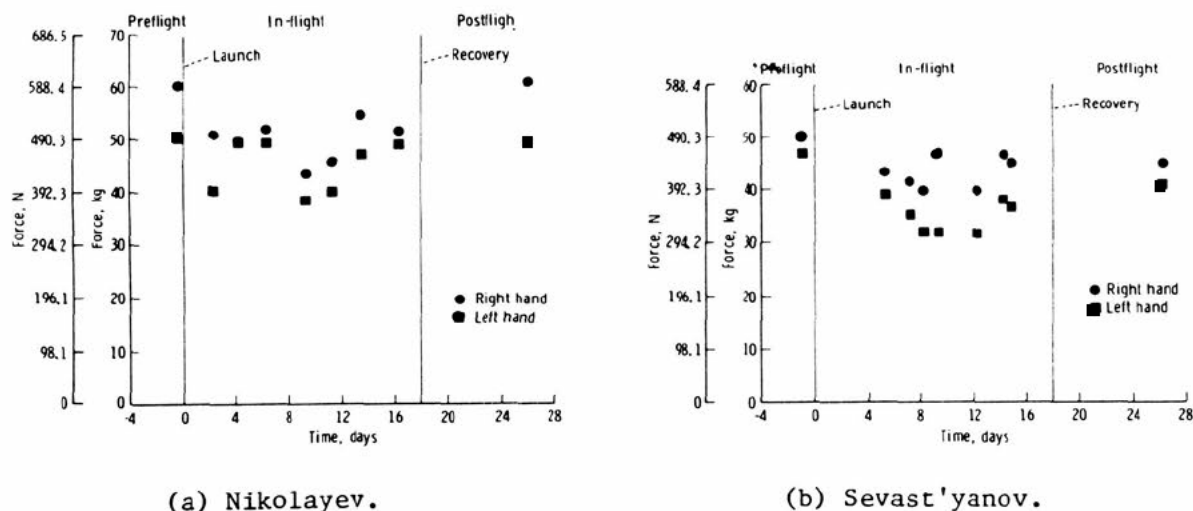 Preflight In-flight Postfligh
686.5 70
Launch
Recovery
588.4 60
490.3 50
392.3 40
Force, N
Force, kg
294.2 30
196.1 20
Right hand
Left hand
98.1 10
0 0
-4 0 4 8 12 16 20 24 28
Time, days
(a) Nikolayev.
Preflight In-flight Postflight
588.4 60
Launch
Recovery
490.3 50
392.3 40
Force, N
Force, kg
294.2 30
196.1 20
Right hand
Left hand
98.1 10
0 0
-4 0 4 8 12 16 20 24 28
Time, days
(b) Sevast'yanov.